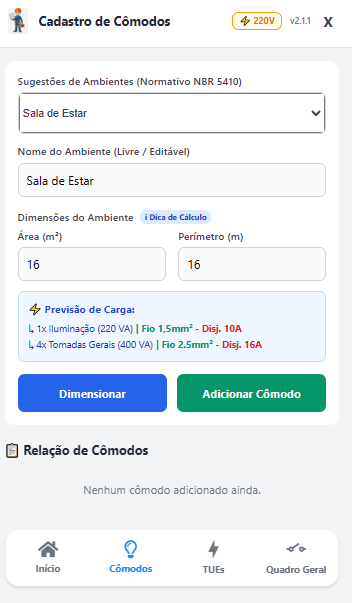 Cadastro de Cômodos
⚡ 220V
v2.1.1
X
Sugestões de Ambientes (Normativo NBR 5410)
Sala de Estar
Nome do Ambiente (Livre / Editável)
Sala de Estar
Dimensões do Ambiente
ℹ Dica de Cálculo
Área (m²)
Perímetro (m)
16
16
⚡ Previsão de Carga:
↳ 1x Iluminação (220 VA) | Fio 1,5mm² - Disj. 10A
↳ 4x Tomadas Gerais (400 VA) | Fio 2.5mm² - Disj. 16A
Dimensionar
Adicionar Cômodo
📋 Relação de Cômodos
Nenhum cômodo adicionado ainda.
Início
Cômodos
TUEs
Quadro Geral